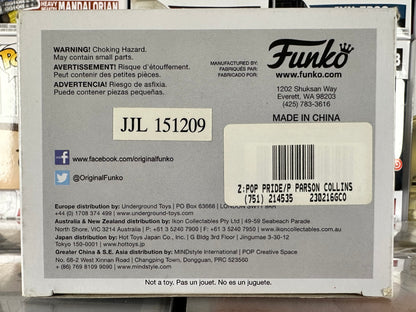 HEAVY
MANDALORIAN
WARNING! Choking Hazard.
May contain small parts.
AVERTISSEMENT! Risque d'étouffement.
Peut contenir des petites pièces.
ADVERTENCIA! Riesgo de asfixia.
Puede contener piezas pequeñas.
MANUFACTURED BY:
FABRIQUÉS PAR:
FABRICADO POR:
Funko
www.funko.com
1202 Shuksan Way
Everett, WA 98203
(425) 783-3616
MADE IN CHINA
JJL 151209
www.facebook.com/originalFunko
@OriginalFunko
Z:POP PRIDE/P PARSON COLLINS
(751) 214535 230216GCO
Europe distribution by: Underground Toys | PO Box 63666 | LONDON SW11 9AR
+44 (0) 1708 374 499 | www.underground-toys.com
Australia & New Zealand distribution by: Ikon Collectables Pty Ltd | 49-59 Seabeach Parade
North Shore, VIC 3214 Australia | P: +61 3 5240 7900 | F: +61 3 5240 7950 | www.ikoncollectables.com.au
Japan distribution by: Hot Toys Japan Co., Inc. | G Bldg 3rd Floor | Jingumae 3-30-12
Tokyo 150-0001 | www.hottoys.jp
Greater China & S.E. Asia distribution by: MINDstyle International | POP Creative Space
No. 68-2 West Xinnan Road | Changping Town, Dongguan, PRC 523560
+ (86) 769 8109 9090 | www.mindstyle.com
Not a toy. Pas un jouet. No es un juguete.